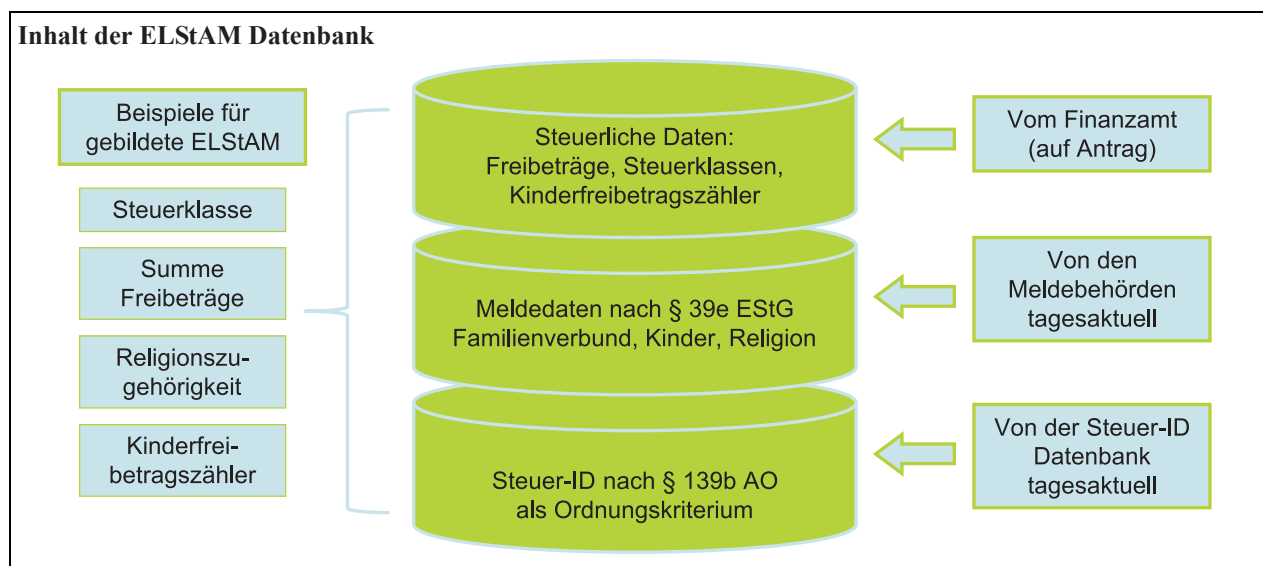 Inhalt der ELStAM Datenbank
Beispiele für
gebildete ELStAM
Steuerklasse
Summe
Freibeträge
Religionszu-
gehörigkeit
Kinderfrei-
betragszähler
Steuerliche Daten:
Freibeträge, Steuerklassen,
Kinderfreibetragszähler
Meldedaten nach § 39e EStG
Familienverbund, Kinder, Religion
Steuer-ID nach § 139b AO
als Ordnungskriterium
Vom Finanzamt
(auf Antrag)
Von den
Meldebehörden
tagesaktuell
Von der Steuer-ID
Datenbank
tagesaktuell